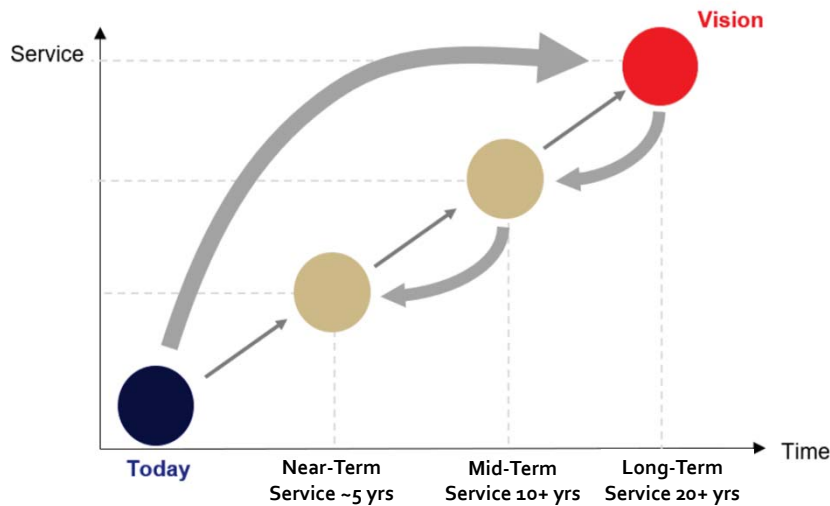 Vision
Service
Time
Today
Near-Term
Service ~5 yrs
Mid-Term
Service 10+ yrs
Long-Term
Service 20+ yrs